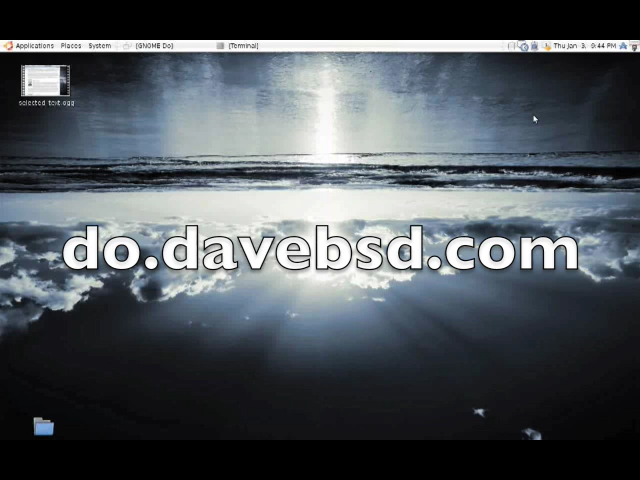 Applications Places System [GNOME Do] [Terminal] Thu Jan 3, 9:44 PM
selected text.ogg
do.davebsd.com